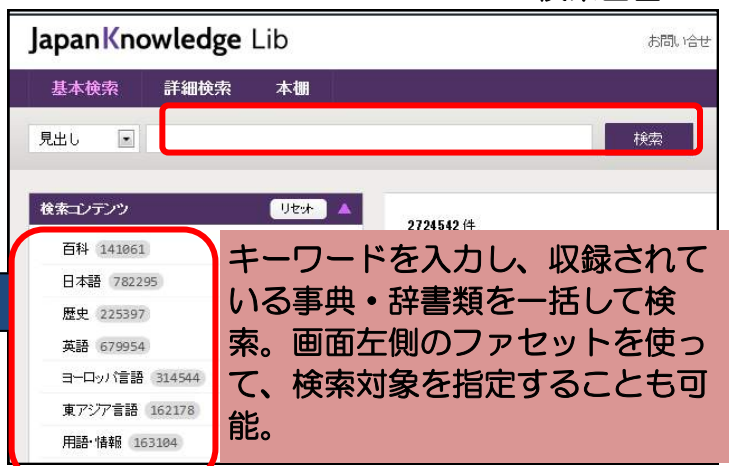 JapanKnowledge Lib
お問い合せ
基本検索 詳細検索 本棚
見出し 検索
検索コンテンツ リセット
2724542 件
百科 141061
日本語 782295
歴史 225397
英語 679954
ヨーロッパ言語 314544
東アジア言語 162178
用語・情報 163104
キーワードを入力し、収録されて
いる事典・辞書類を一括して検
索。画面左側のファセットを使っ
て、検索対象を指定することも可
能。